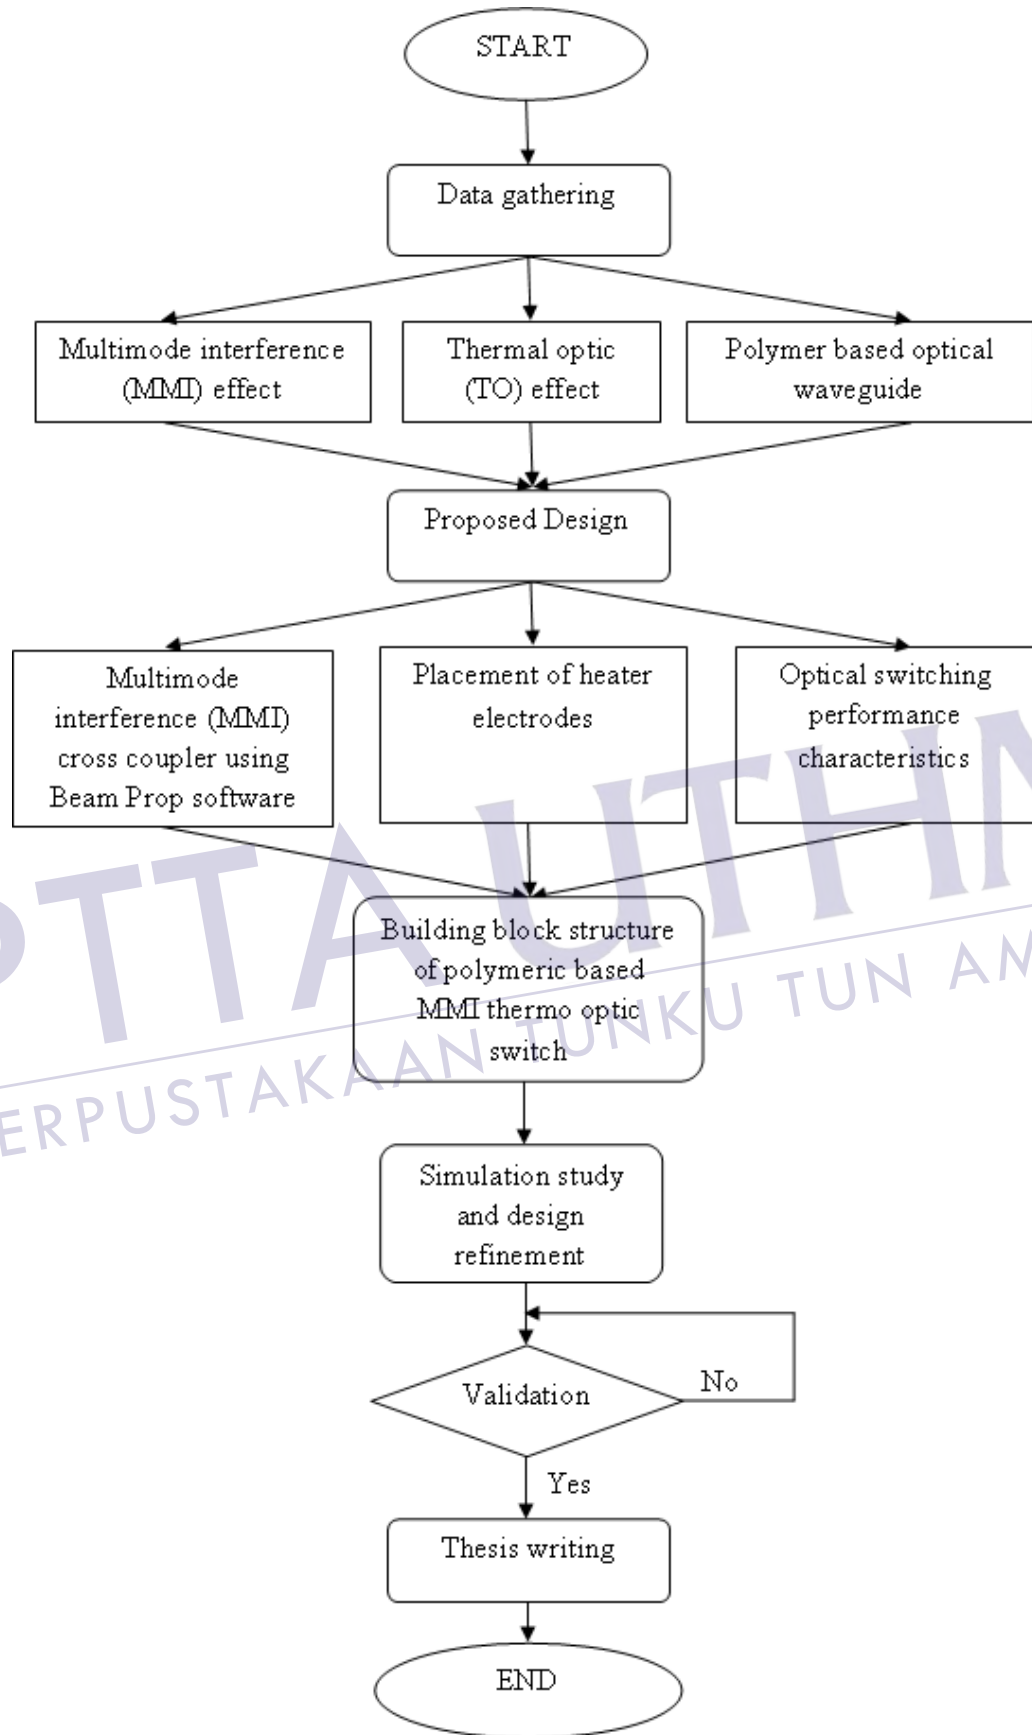 START
Data gathering
Multimode interference
(MMI) effect
Thermal optic
(TO) effect
Polymer based optical
waveguide
Proposed Design
Multimode
interference (MMI)
cross coupler using
Beam Prop software
Placement of heater
electrodes
Optical switching
performance
characteristics
Building block structure
of polymeric based
MMI thermo optic
switch
Simulation study
and design
refinement
Validation
No
Yes
Thesis writing
END
PTTA UTHM
ERPUSTAKAAN TUNKU TUN AM